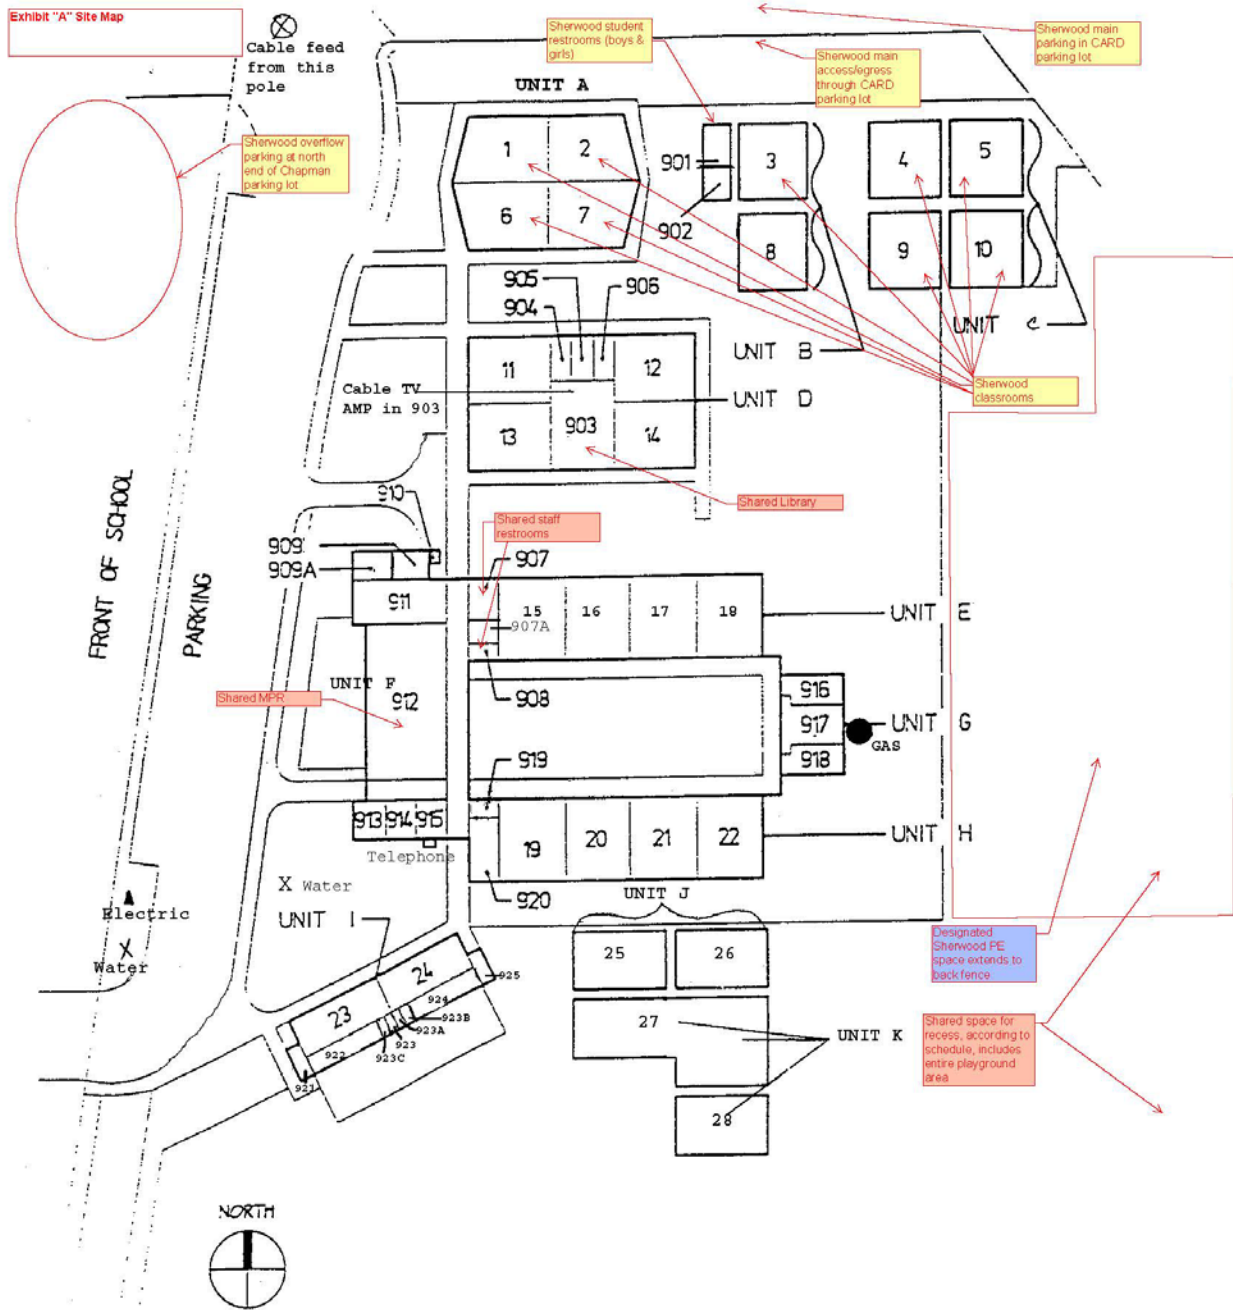 Exhibit "A" Site Map
Cable feed
from this
pole
Sherwood student
restrooms (boys &
girls)
Sherwood main
access/egress
through CARD
parking lot
Sherwood main
parking in CARD
parking lot
UNIT A
Sherwood overflow
parking at north
end of Chapman
parking lot
1
2
6
7
901
902
3
8
4
5
9
10
904
905
906
UNIT B
UNIT C
11
12
Cable TV
AMP in 903
903
13
14
UNIT D
Sherwood
classrooms
Shared Library
FRONT OF SCHOOL
PARKING
910
909
909A
911
Shared staff
restrooms
907
15
16
17
18
907A
UNIT E
908
UNIT F
912
Shared MPR
916
917
918
UNIT G
GAS
919
913
914
915
Telephone
19
20
21
22
UNIT H
920
X Water
UNIT I
Electric
X
Water
UNIT J
25
26
27
28
UNIT K
23
24
925
924
923B
923A
923
923C
922
921
Designated
Sherwood PE
space extends to
back fence
Shared space for
recess, according to
schedule, includes
entire playground
area
NORTH